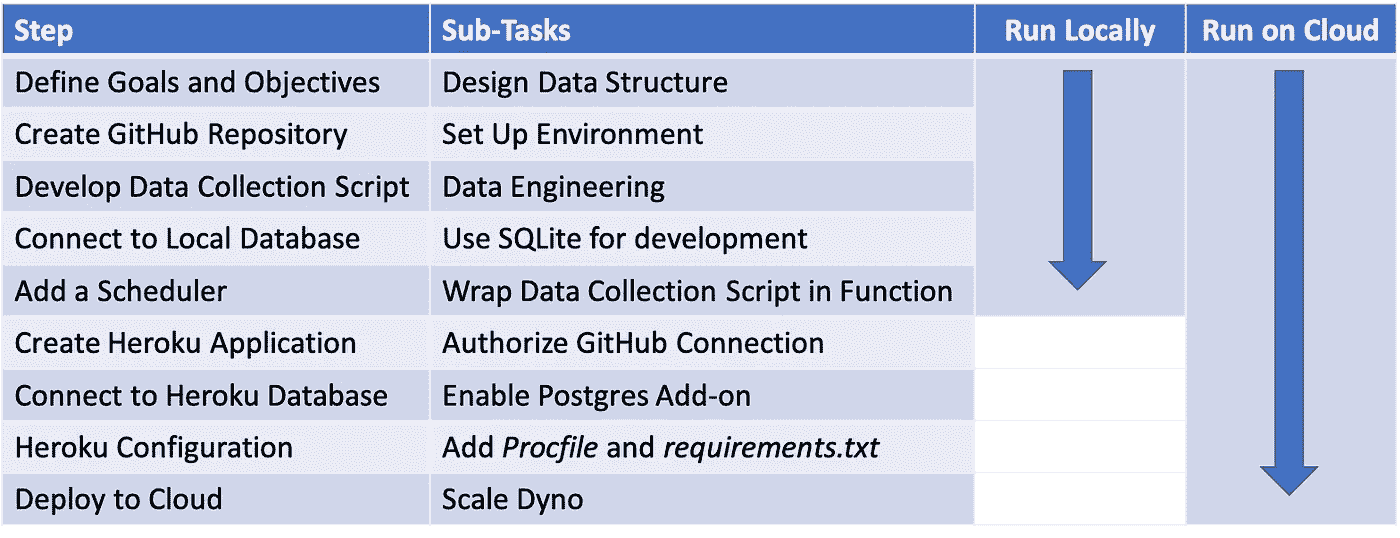 Step Sub-Tasks Run Locally Run on Cloud
Define Goals and Objectives Design Data Structure
Create GitHub Repository Set Up Environment
Develop Data Collection Script Data Engineering
Connect to Local Database Use SQLite for development
Add a Scheduler Wrap Data Collection Script in Function
Create Heroku Application Authorize GitHub Connection
Connect to Heroku Database Enable Postgres Add-on
Heroku Configuration Add Procfile and requirements.txt
Deploy to Cloud Scale Dyno